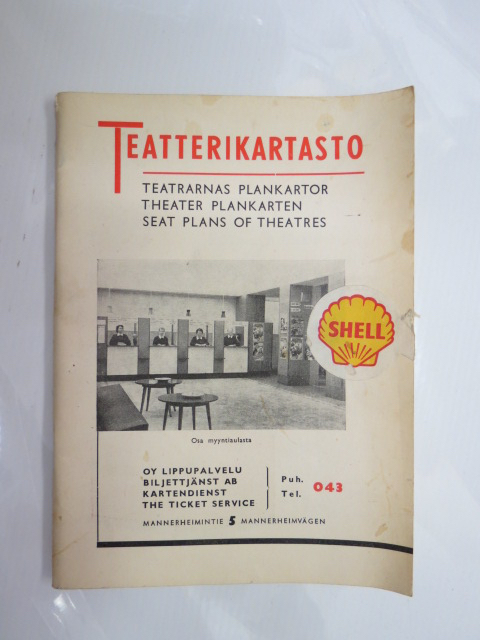 TEATTERIKARTASTO
TEATRARNAS PLANKARTOR
THEATER PLANKARTEN
SEAT PLANS OF THEATRES
SHELL
Osa myyntiaulasta
OY LIPPUPALVELU
BILJETTJÄNST AB
KARTENDIENST
THE TICKET SERVICE
Puh.
Tel.
043
MANNERHEIMINTIE 5 MANNERHEIMVÄGEN